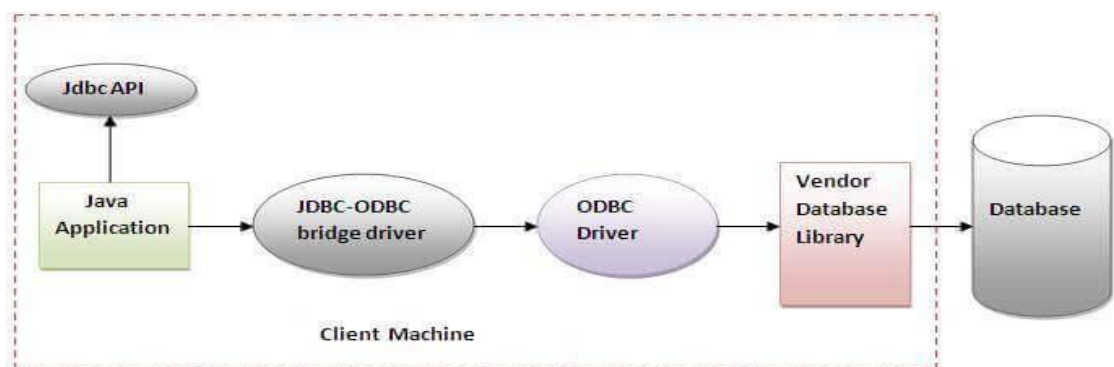 Jdbc API
Java
Application
JDBC-ODBC
bridge driver
ODBC
Driver
Vendor
Database
Library
Database
Client Machine